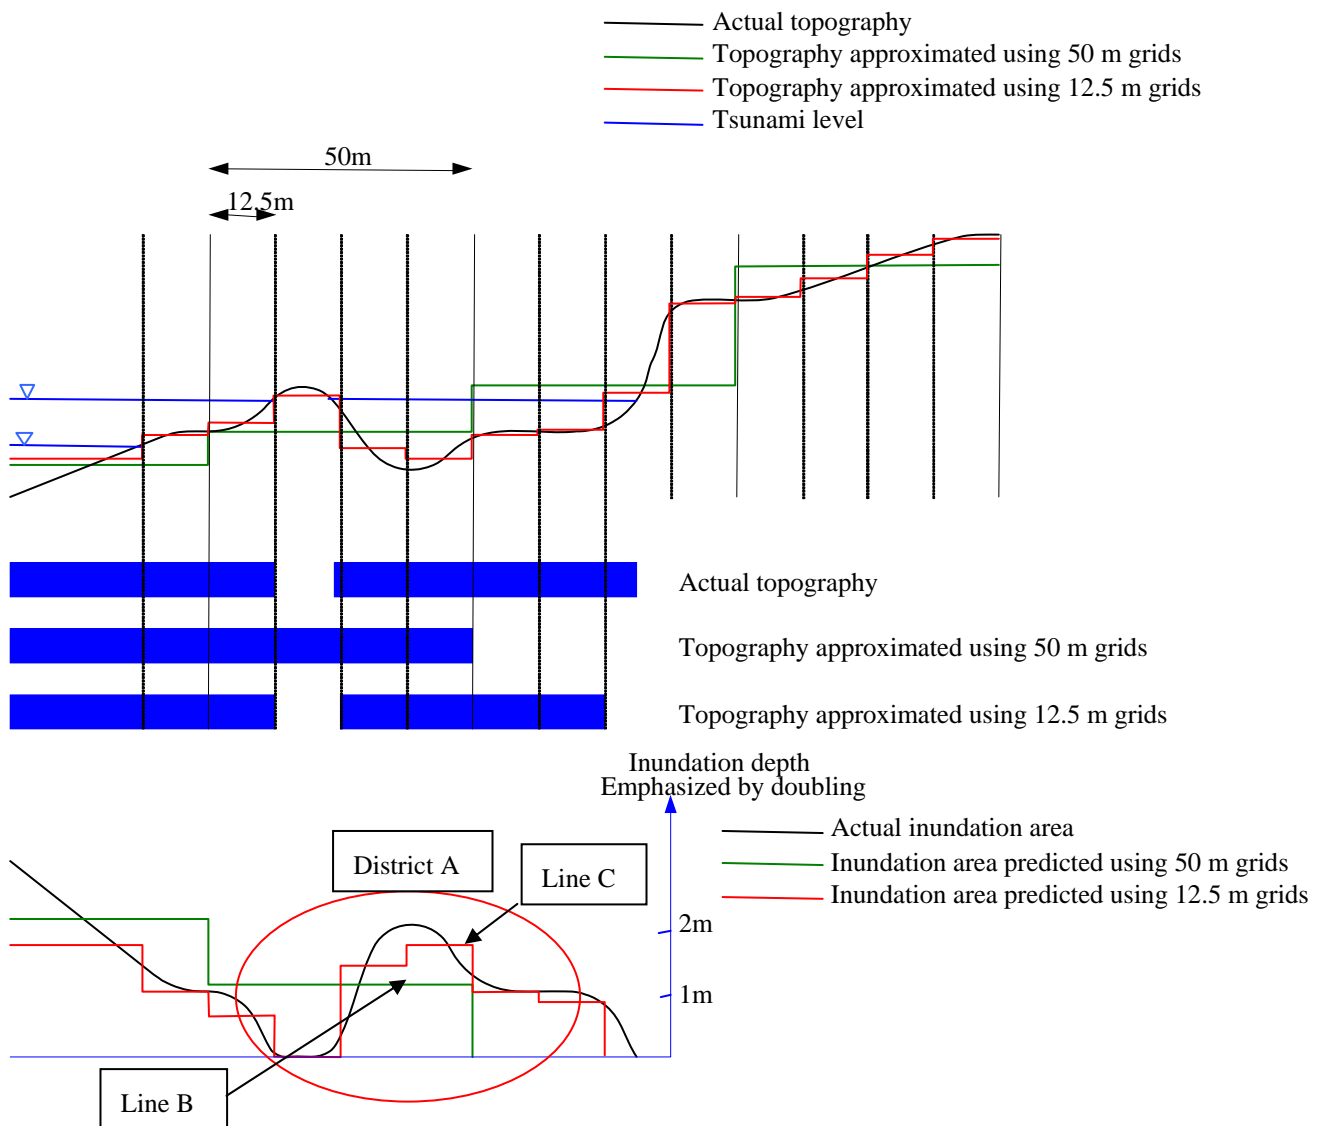 Actual topography
Topography approximated using 50 m grids
Topography approximated using 12.5 m grids
Tsunami level
50m
12.5m
Actual topography
Topography approximated using 50 m grids
Topography approximated using 12.5 m grids
Inundation depth
Emphasized by doubling
Actual inundation area
Inundation area predicted using 50 m grids
Inundation area predicted using 12.5 m grids
District A
Line C
2m
1m
Line B